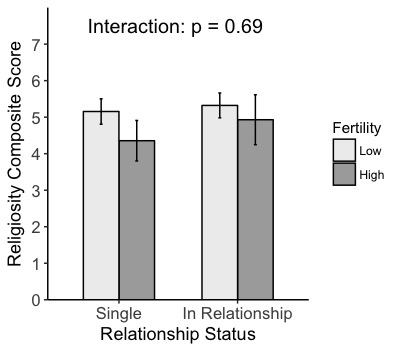 Interaction: p = 0.69
Religiosity Composite Score
7
6
5
4
3
2
1
0
Single
In Relationship
Relationship Status
Fertility
Low
High